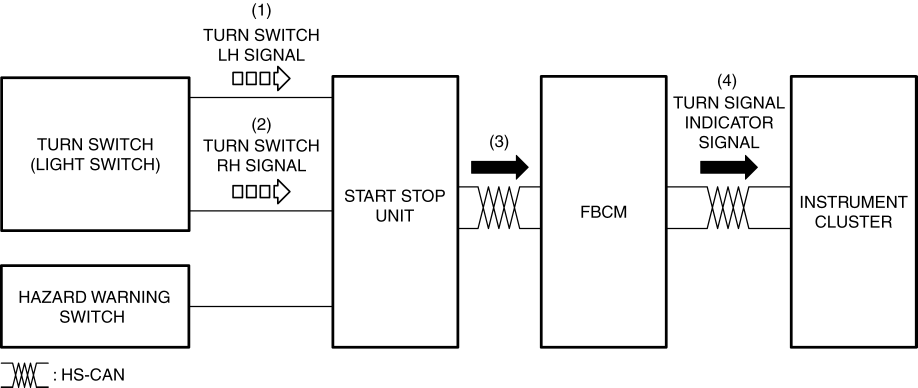 (1)
TURN SWITCH
LH SIGNAL
(2)
TURN SWITCH
RH SIGNAL
TURN SWITCH
(LIGHT SWITCH)
HAZARD WARNING
SWITCH
START STOP
UNIT
(3)
FBCM
(4)
TURN SIGNAL
INDICATOR
SIGNAL
INSTRUMENT
CLUSTER
: HS-CAN